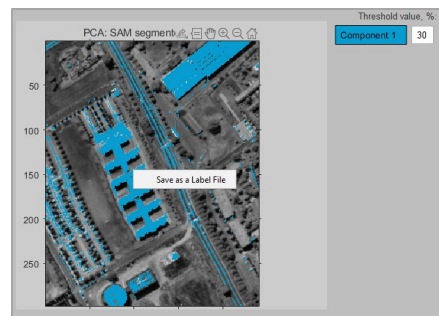 Threshold value, %:
PCA: SAM segment
Component 1
30
50
100
150
Save as a Label File
200
250